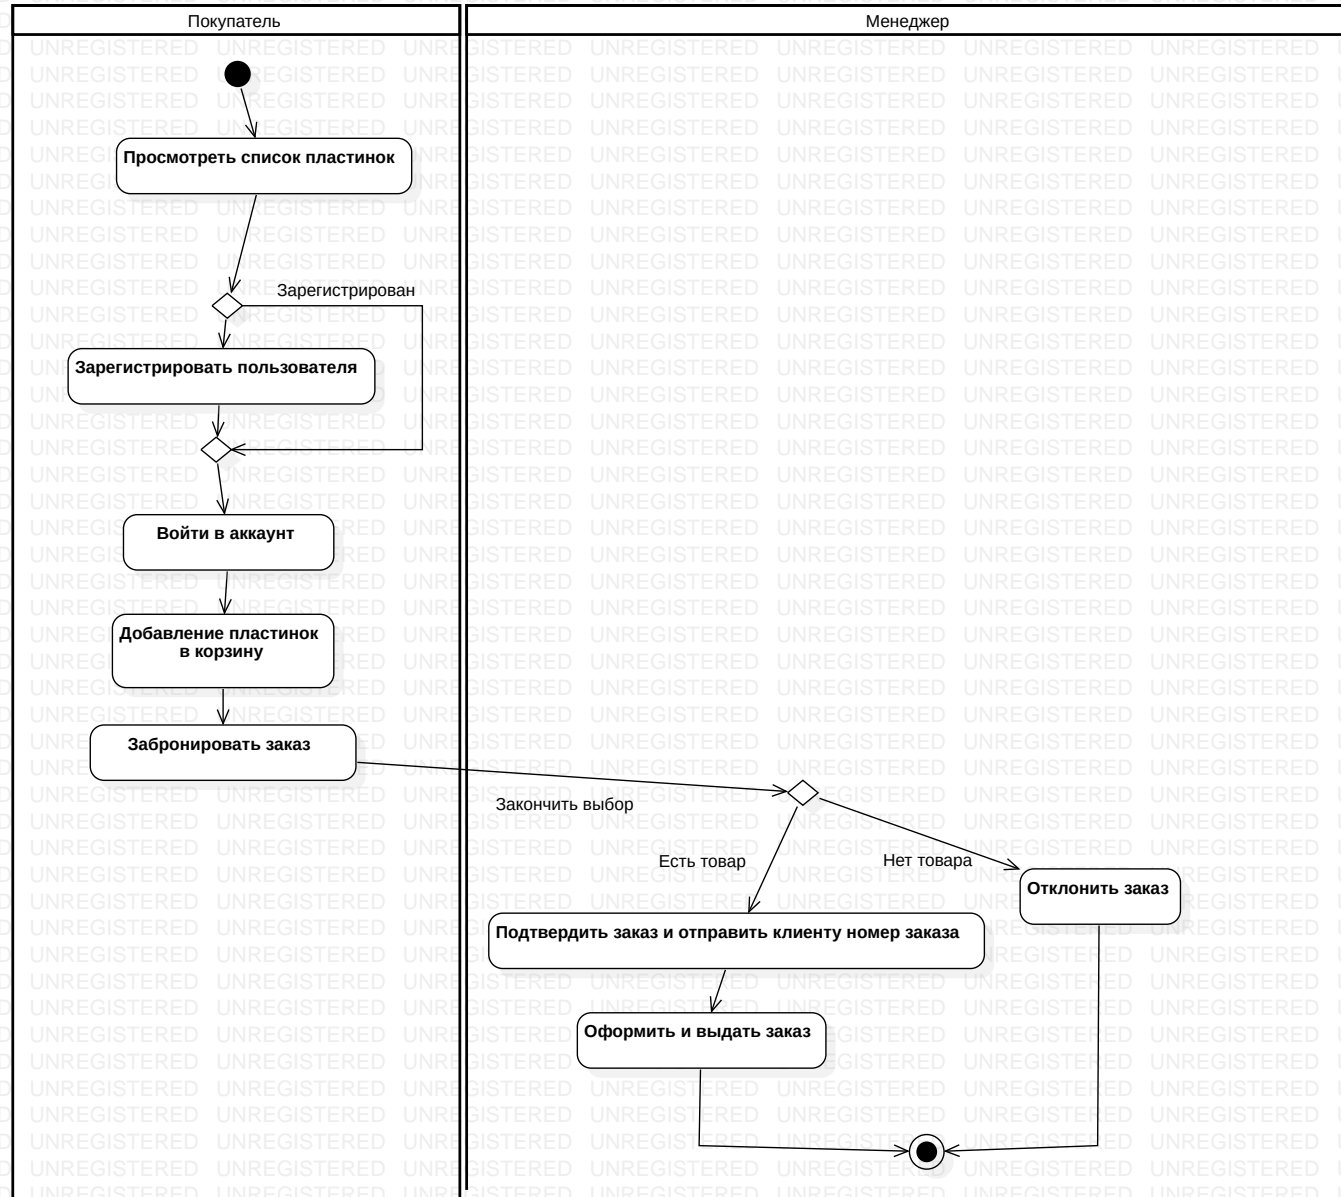 Покупатель
Менеджер
Просмотреть список пластинок
Зарегистрирован
Зарегистрировать пользователя
Войти в аккаунт
Добавление пластинок
в корзину
Забронировать заказ
Закончить выбор
Есть товар
Нет товара
Отклонить заказ
Подтвердить заказ и отправить клиенту номер заказа
Оформить и выдать заказ
UNREGISTERED